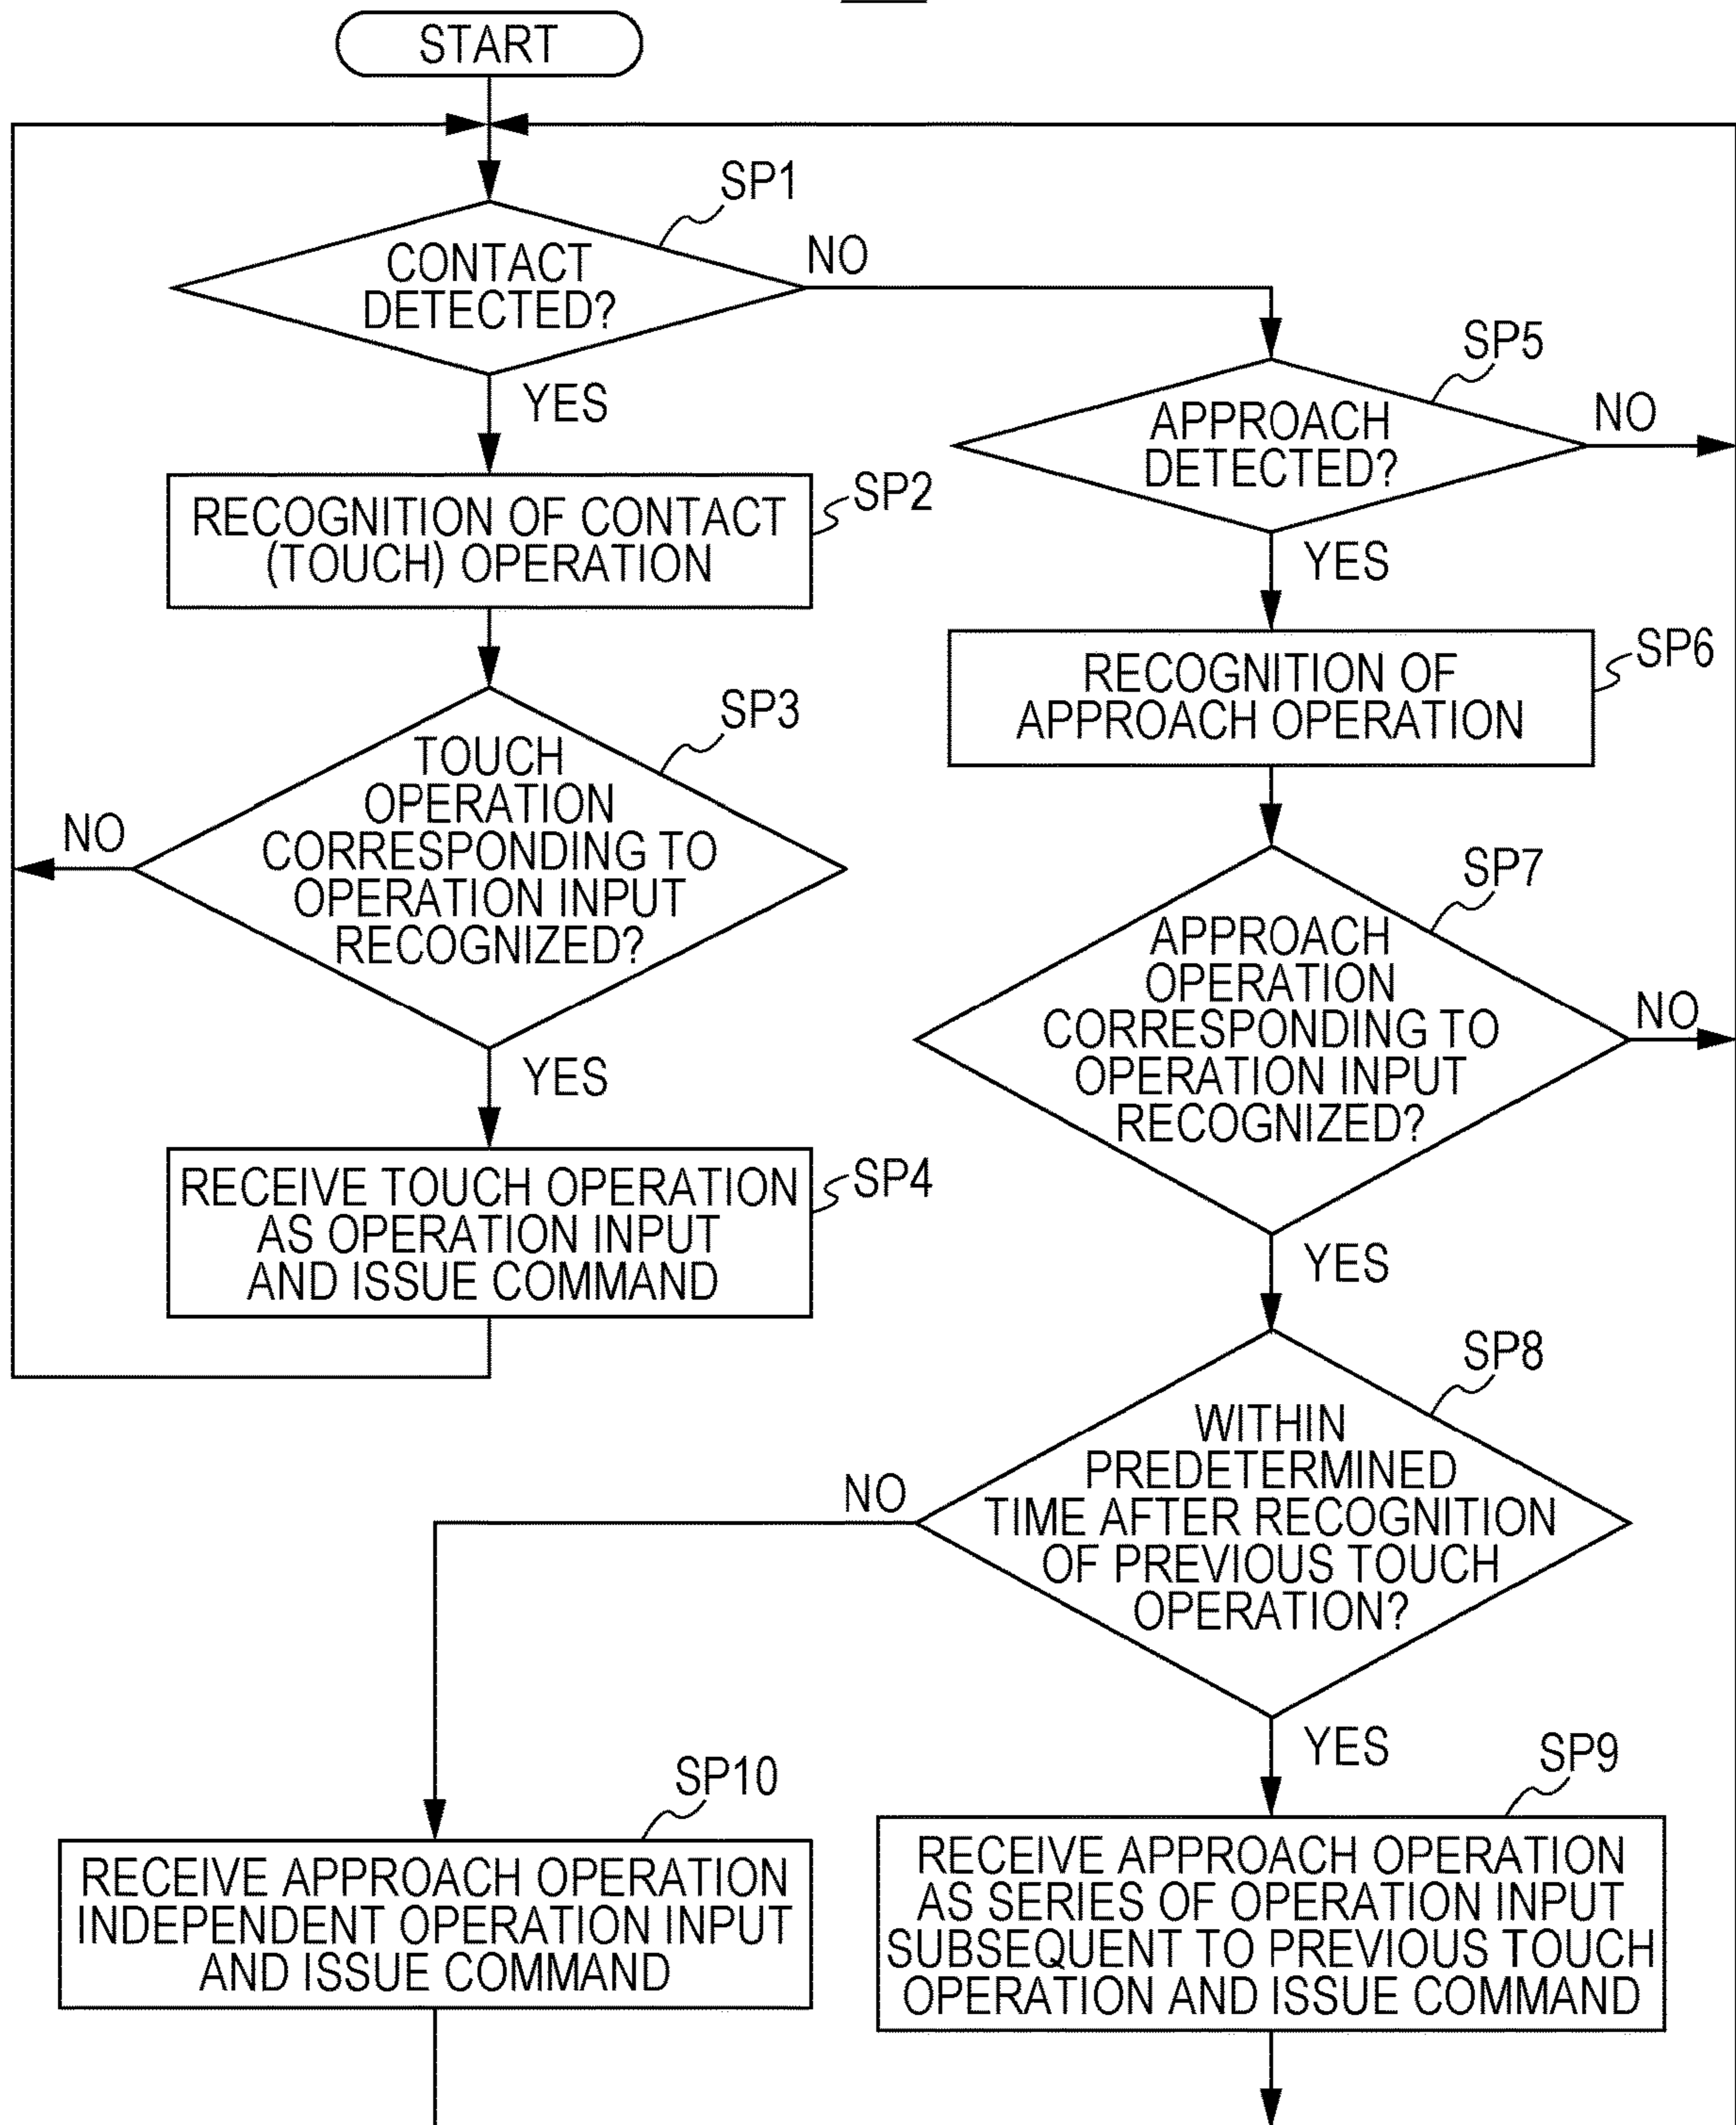 START
SP1
CONTACT
DETECTED?
NO
YES
SP2
RECOGNITION OF CONTACT
(TOUCH) OPERATION
SP3
TOUCH
OPERATION
CORRESPONDING TO
OPERATION INPUT
RECOGNIZED?
NO
YES
SP4
RECEIVE TOUCH OPERATION
AS OPERATION INPUT
AND ISSUE COMMAND
SP5
APPROACH
DETECTED?
NO
YES
SP6
RECOGNITION OF
APPROACH OPERATION
SP7
APPROACH
OPERATION
CORRESPONDING TO
OPERATION INPUT
RECOGNIZED?
NO
YES
SP8
WITHIN
PREDETERMINED
TIME AFTER RECOGNITION
OF PREVIOUS TOUCH
OPERATION?
NO
YES
SP10
RECEIVE APPROACH OPERATION
INDEPENDENT OPERATION INPUT
AND ISSUE COMMAND
SP9
RECEIVE APPROACH OPERATION
AS SERIES OF OPERATION INPUT
SUBSEQUENT TO PREVIOUS TOUCH
OPERATION AND ISSUE COMMAND